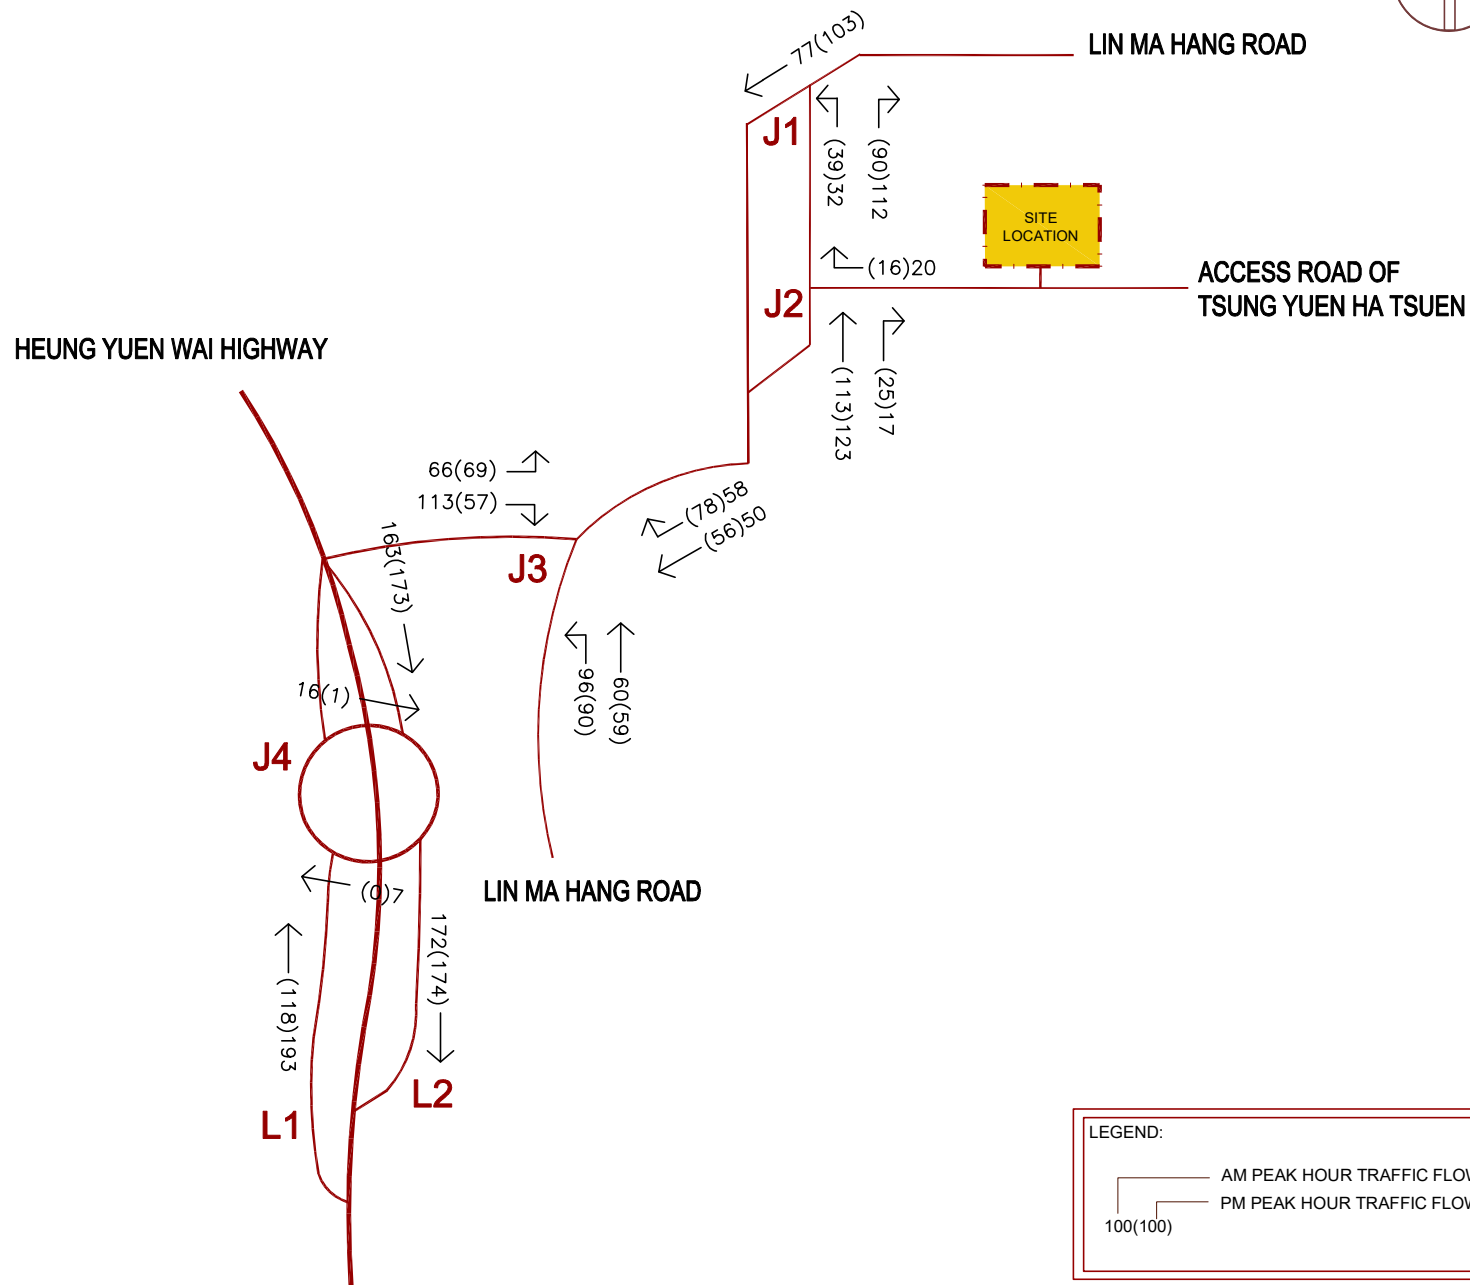 77(103)
LIN MA HANG ROAD
J1
(39)32
(90)112
SITE
LOCATION
(16)20
ACCESS ROAD OF
TSUNG YUEN HA TSUEN
J2
HEUNG YUEN WAI HIGHWAY
(113)123
(25)17
66(69)
113(57)
(78)58
(56)50
163(173)
J3
16(1)
96(90)
60(59)
J4
(0)7
LIN MA HANG ROAD
172(174)
(118)193
L2
L1
LEGEND:
AM PEAK HOUR TRAFFIC FLOW
PM PEAK HOUR TRAFFIC FLOW
100(100)